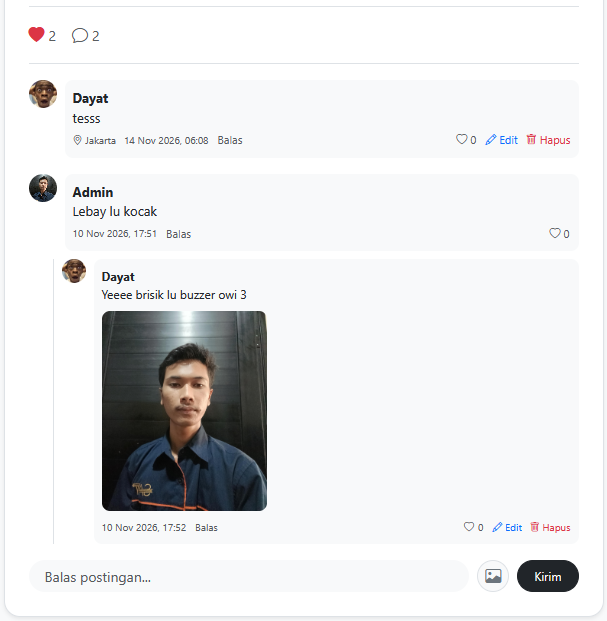 2 2
Dayat
tesss
Jakarta 14 Nov 2026, 06:08 Balas 0 Edit Hapus
Admin
Lebay lu kocak
10 Nov 2026, 17:51 Balas 0
Dayat
Yeeee brisik lu buzzer owi 3
10 Nov 2026, 17:52 Balas 0 Edit Hapus
Balas postingan... Kirim